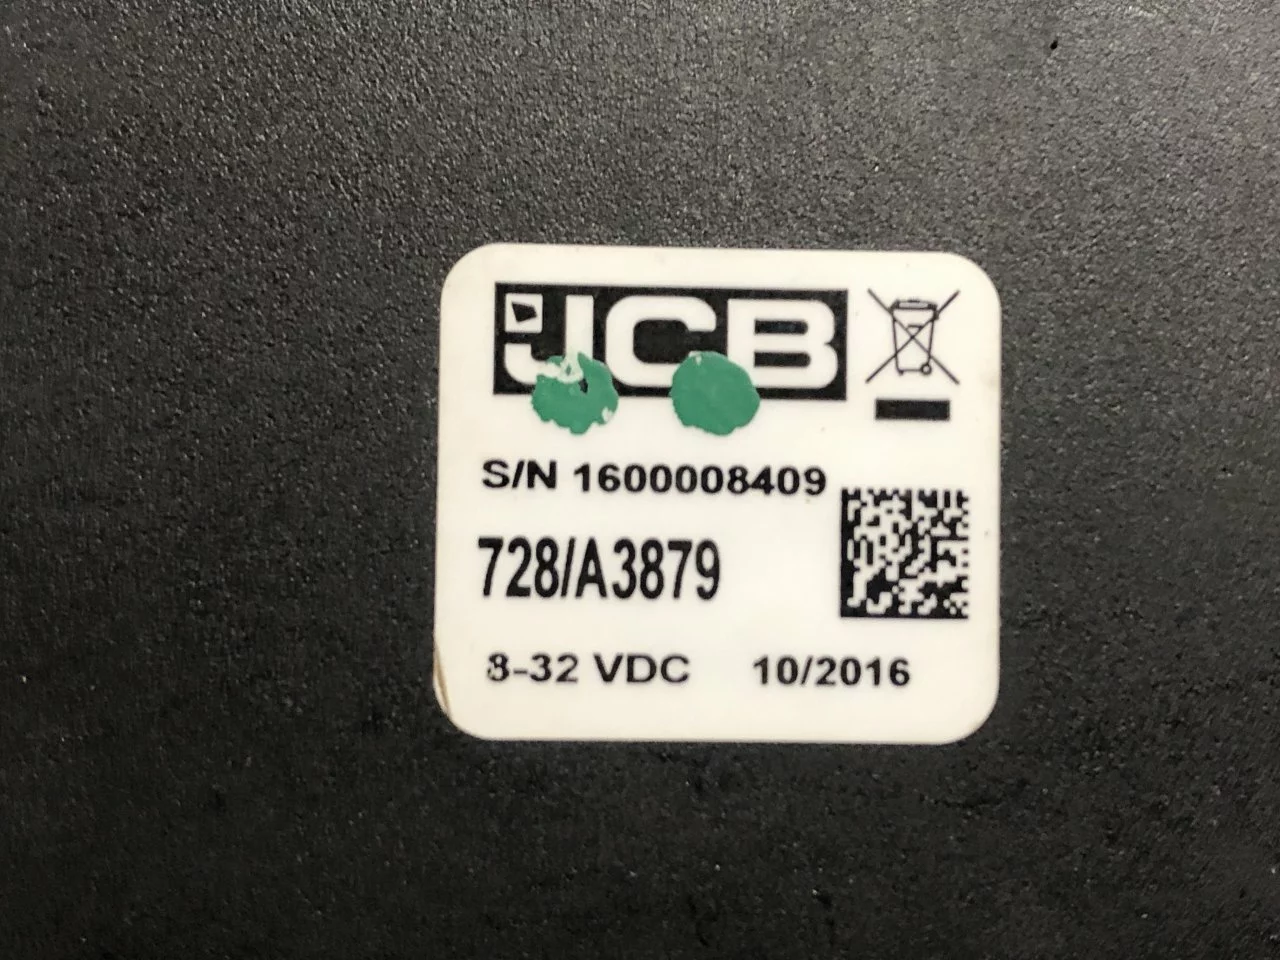 JCB
S/N 1600008409
728/A3879
8-32 VDC 10/2016